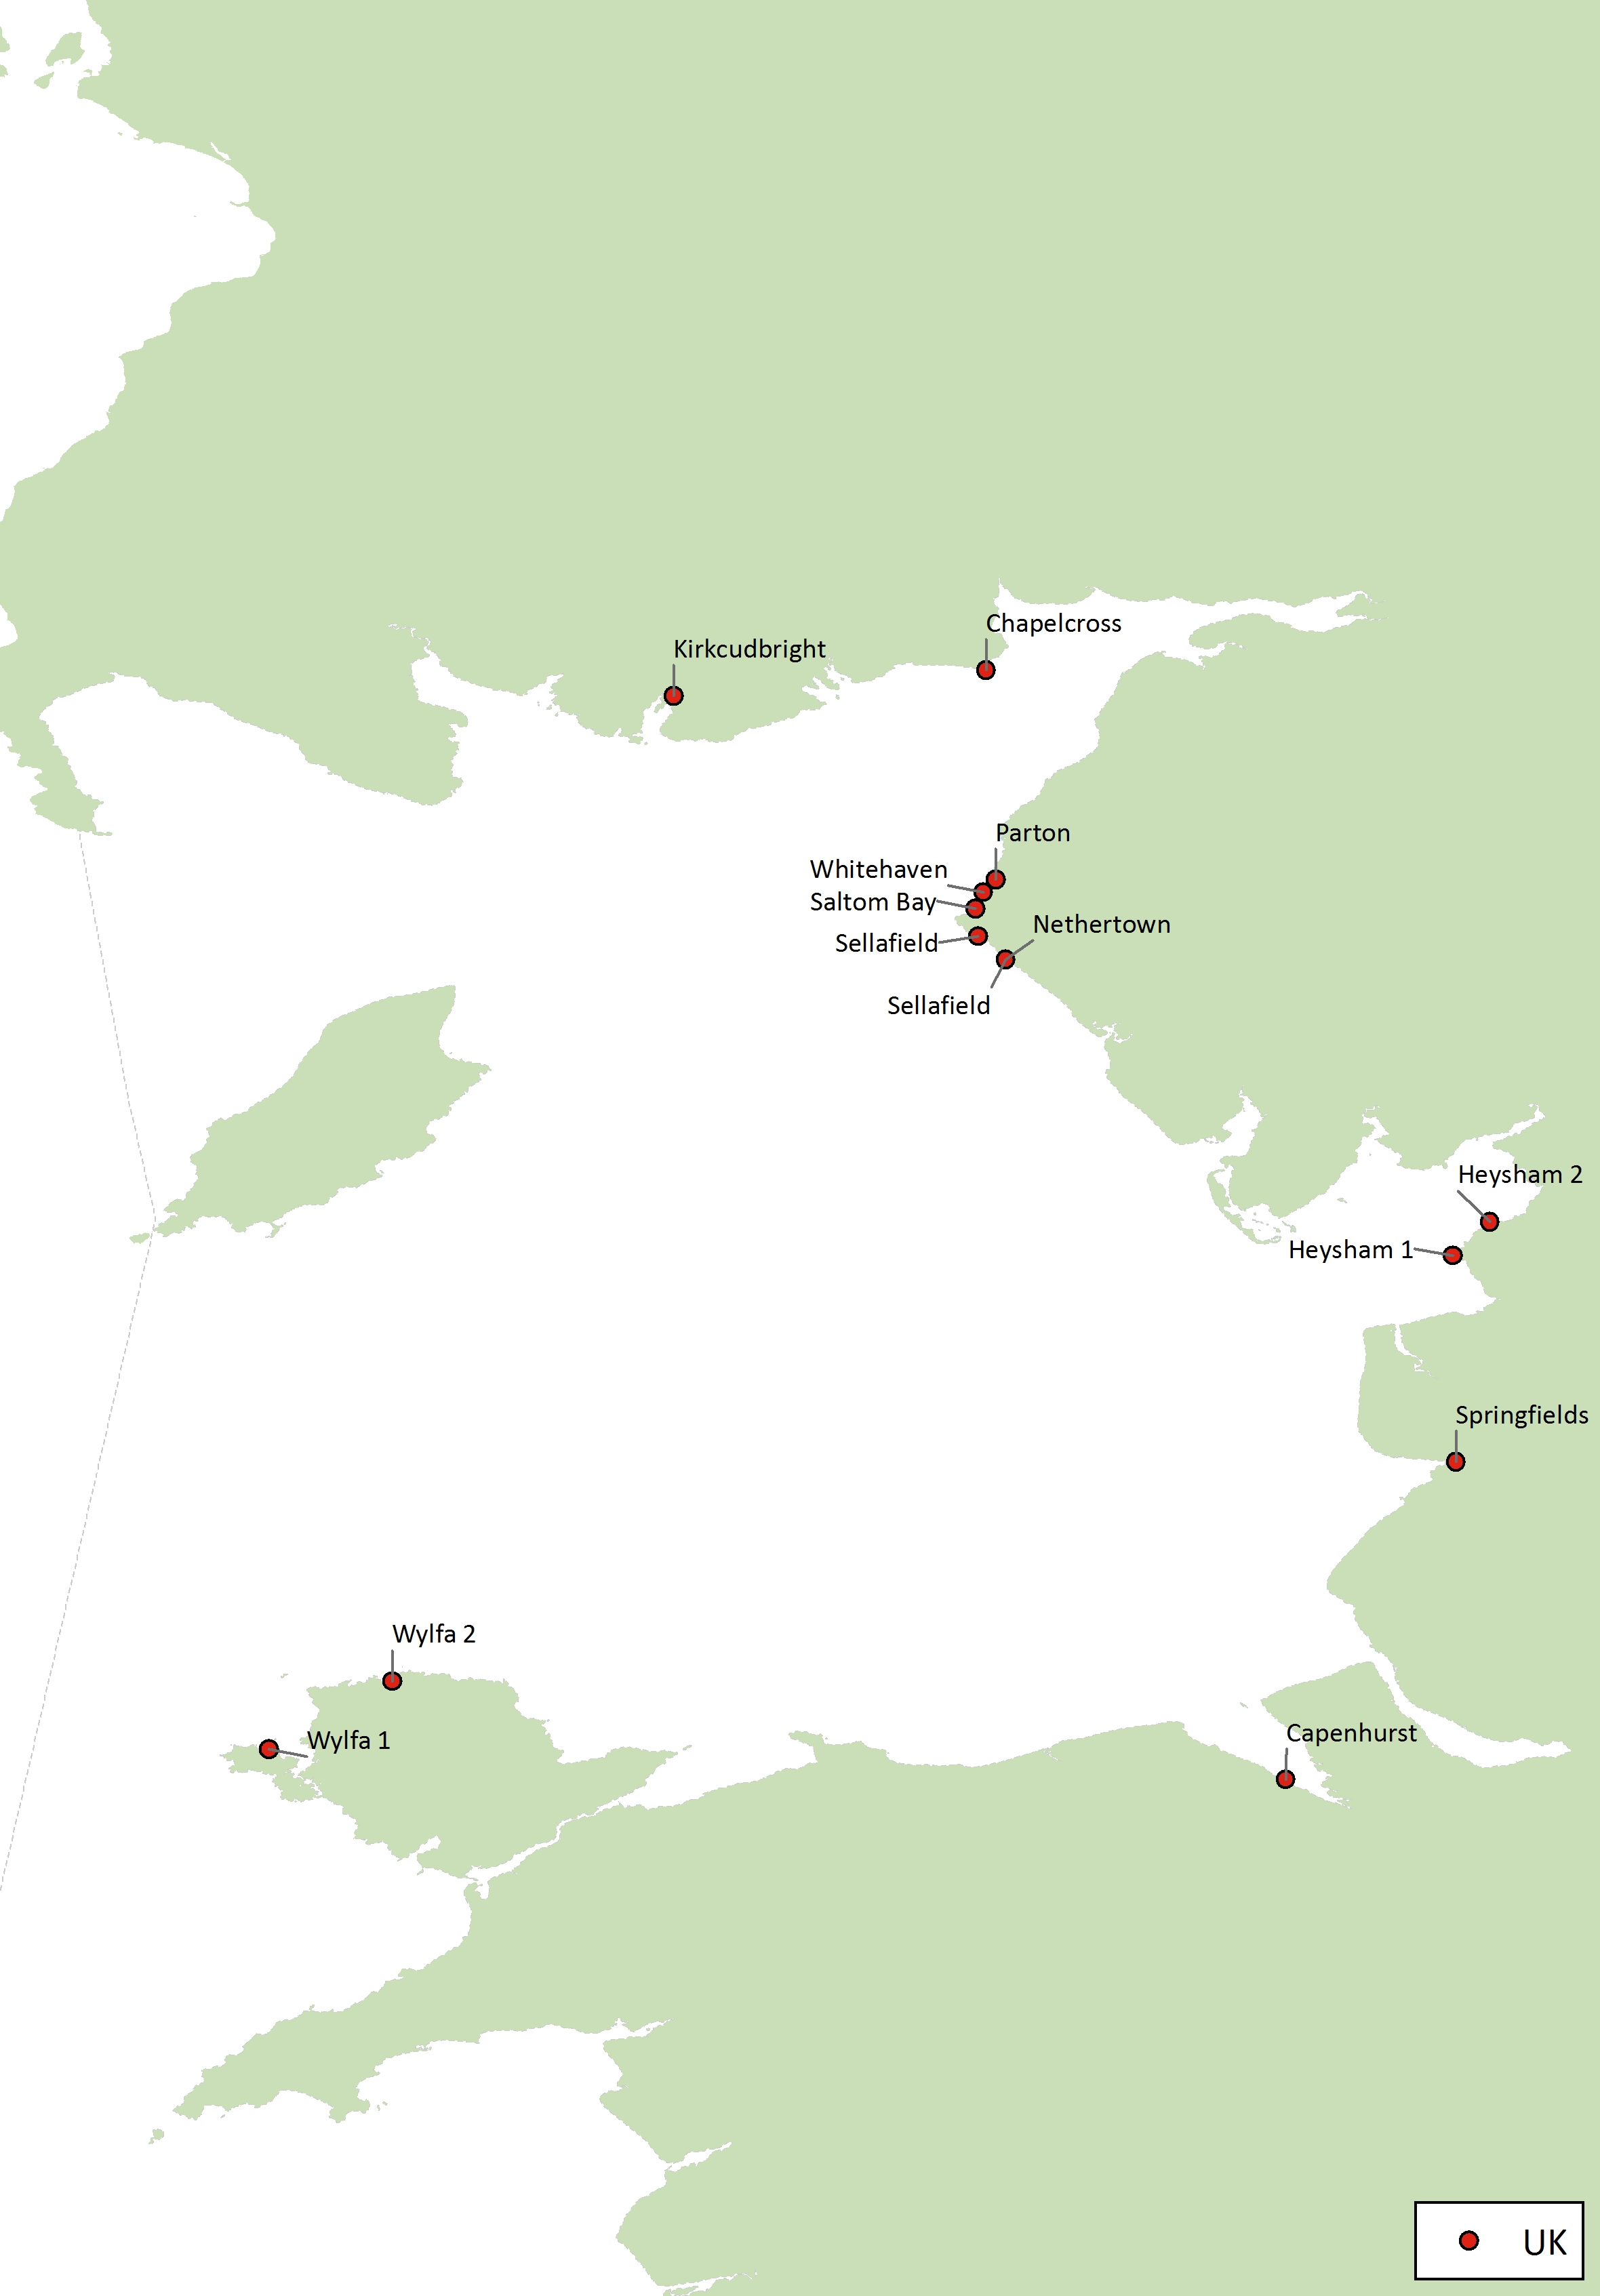 Chapelcross
Kirkcudbright
Parton
Whitehaven
Saltom Bay
Nethertown
Sellafield
Sellafield
Heysham 2
Heysham 1
Springfields
Wylfa 2
Wylfa 1
Capenhurst
UK